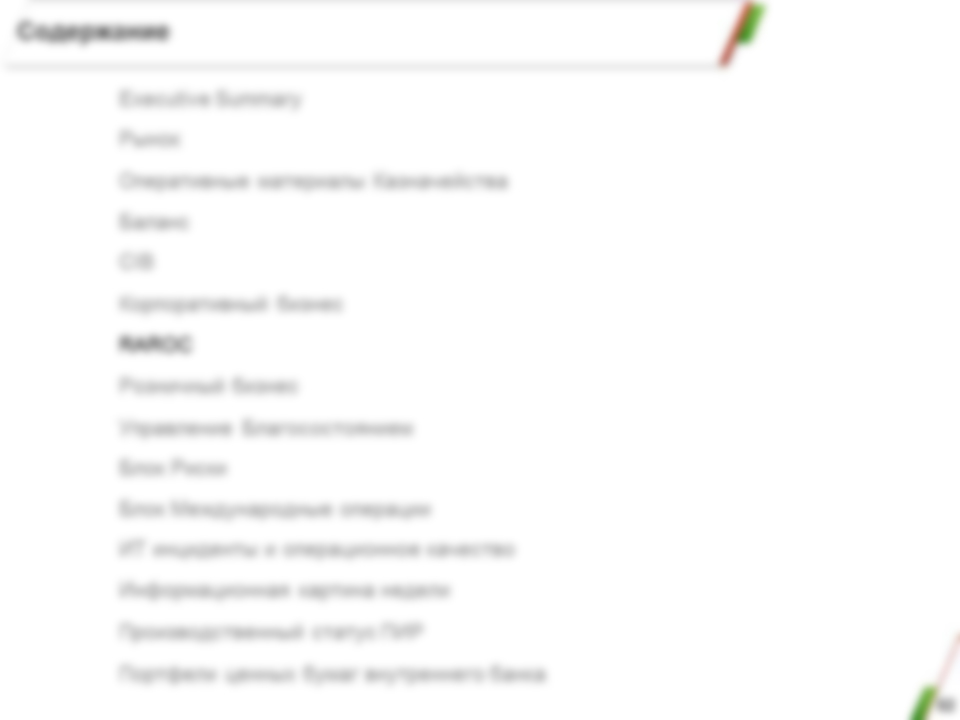 Содержание
Executive Summary
Рынок
Оперативные материалы Казначейства
Баланс
CIB
Корпоративный бизнес
RAROC
Розничный бизнес
Управление Благосостоянием
Блок Риски
Блок Международные операции
ИТ инциденты и операционное качество
Информационная картина недели
Производственный статус ПИР
Портфели ценных бумаг внутреннего банка